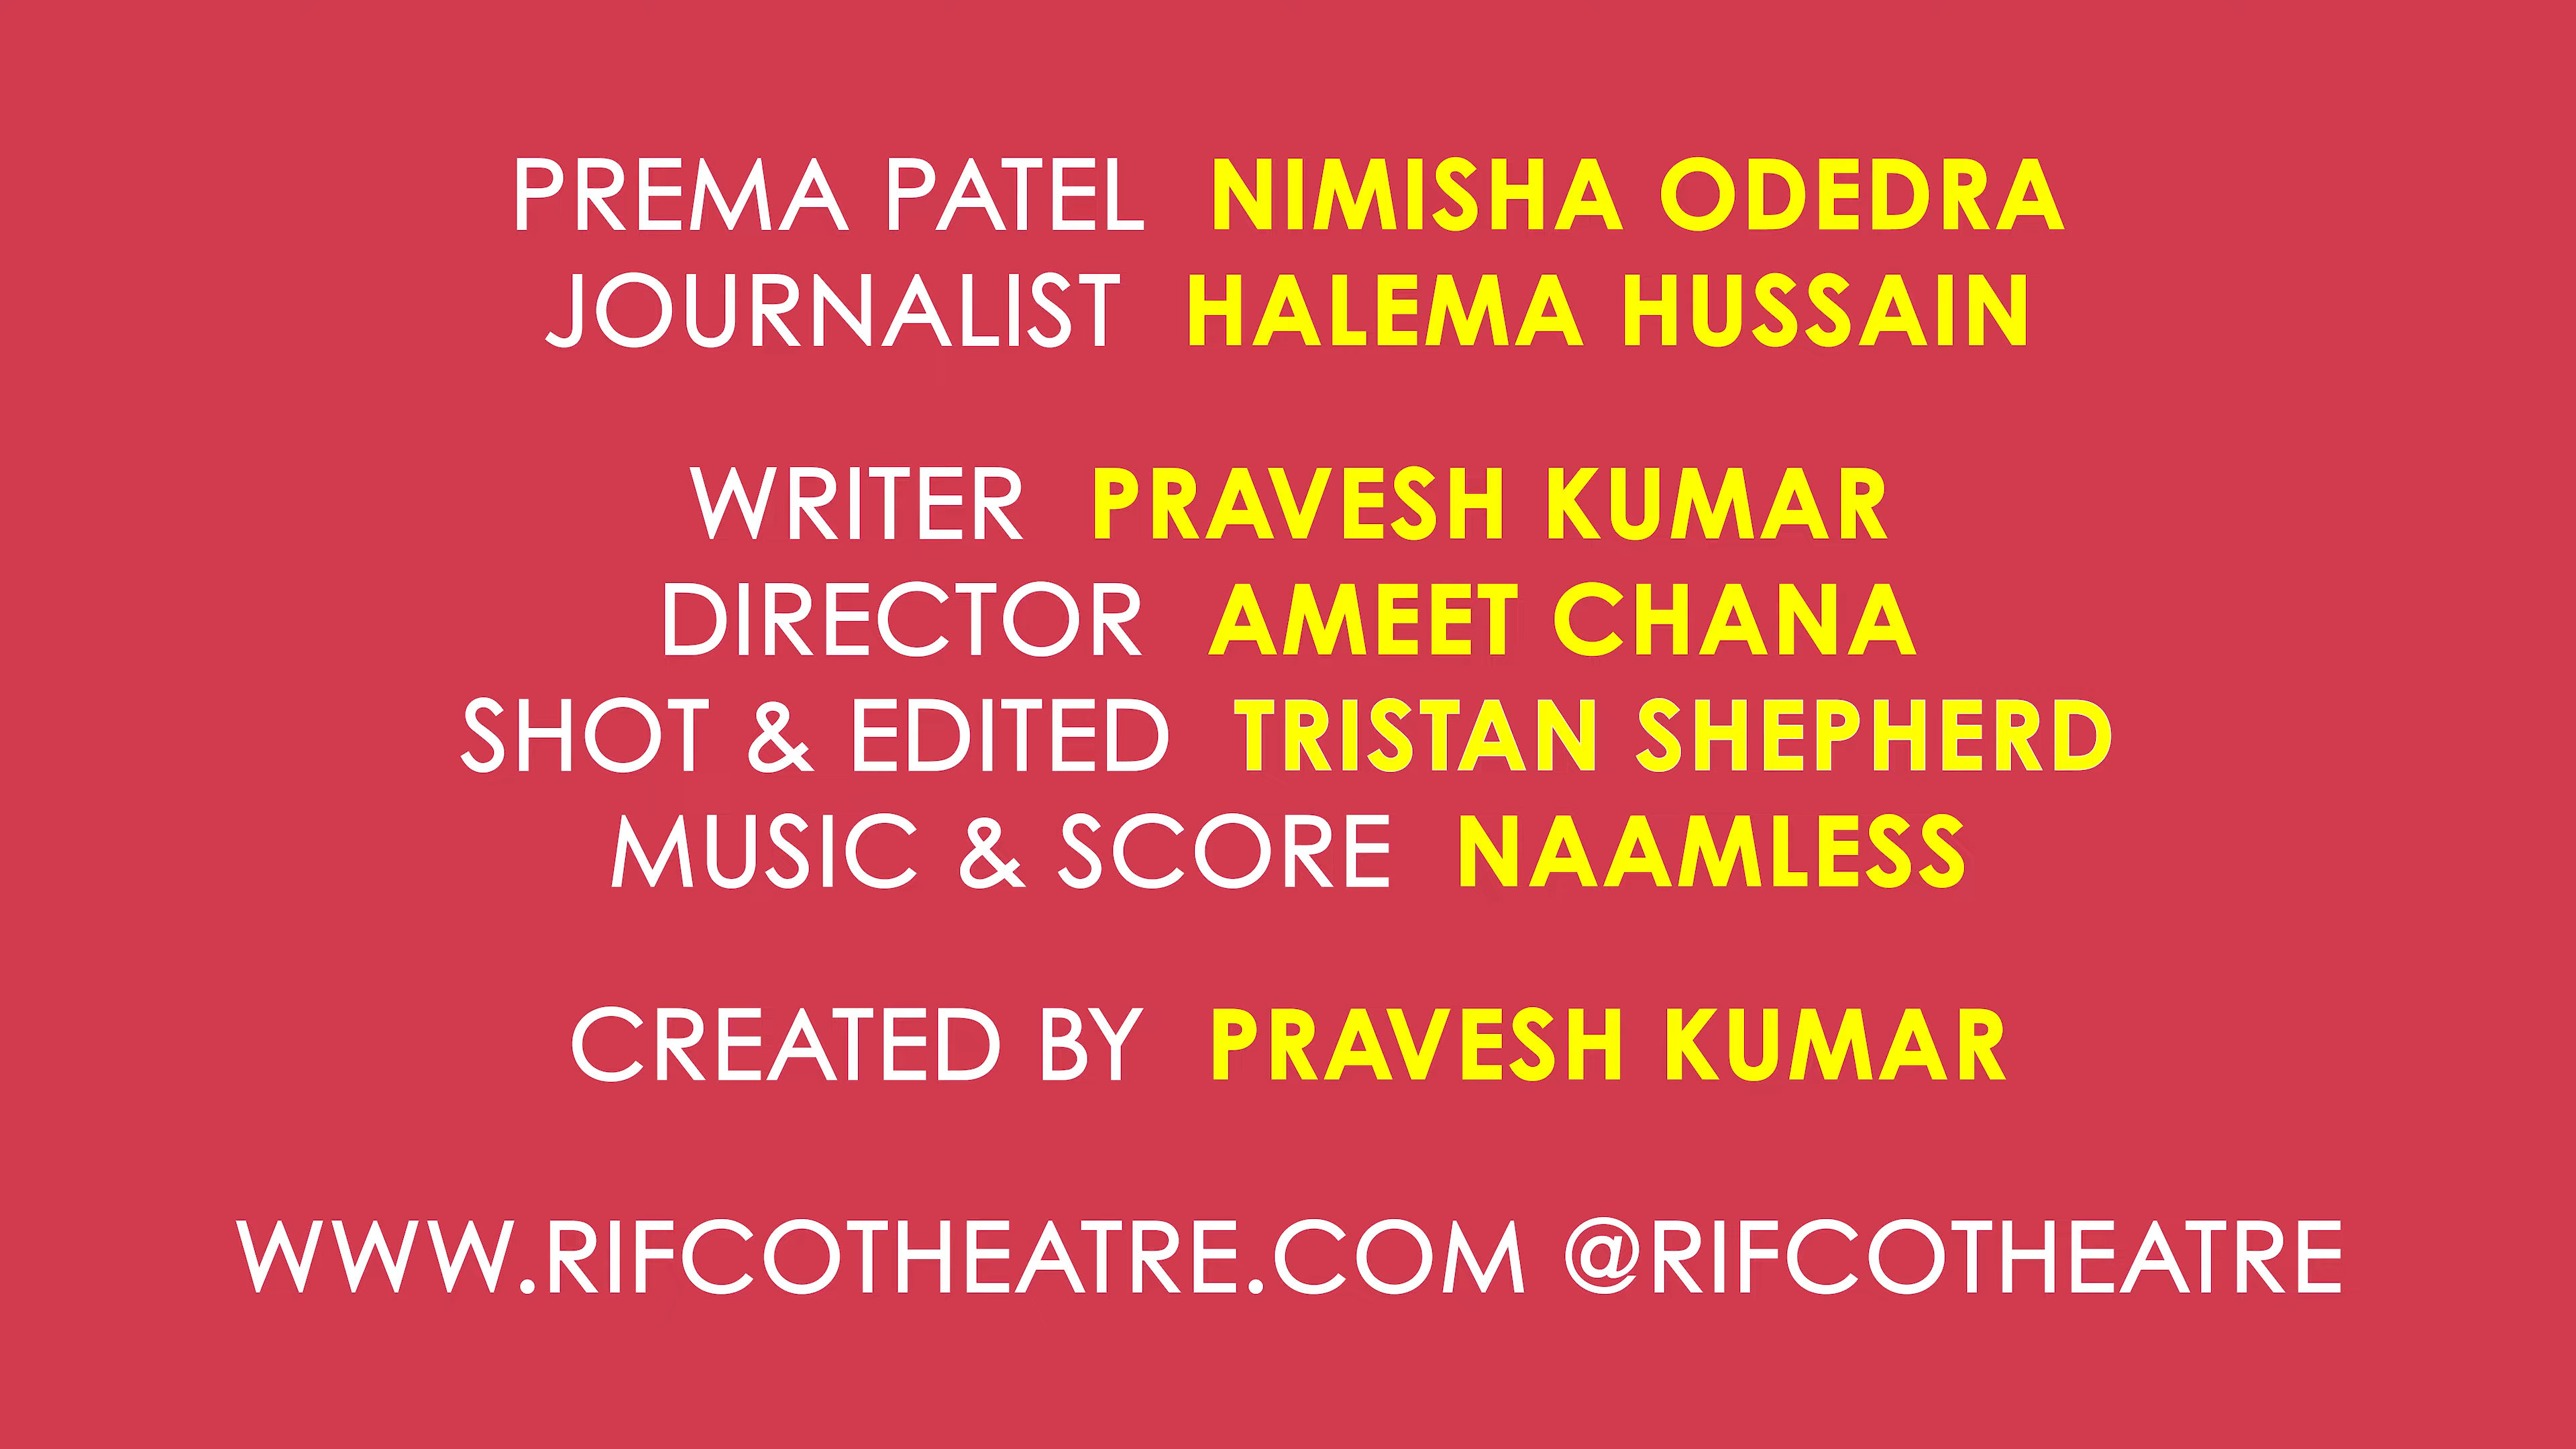 PREMA PATEL NIMISHA ODEDRA
JOURNALIST HALEMA HUSSAIN
WRITER PRAVESH KUMAR
DIRECTOR AMEET CHANA
SHOT & EDITED TRISTAN SHEPHERD
MUSIC & SCORE NAAMLESS
CREATED BY PRAVESH KUMAR
WWW.RIFCOTHEATRE.COM @RIFCOTHEATRE